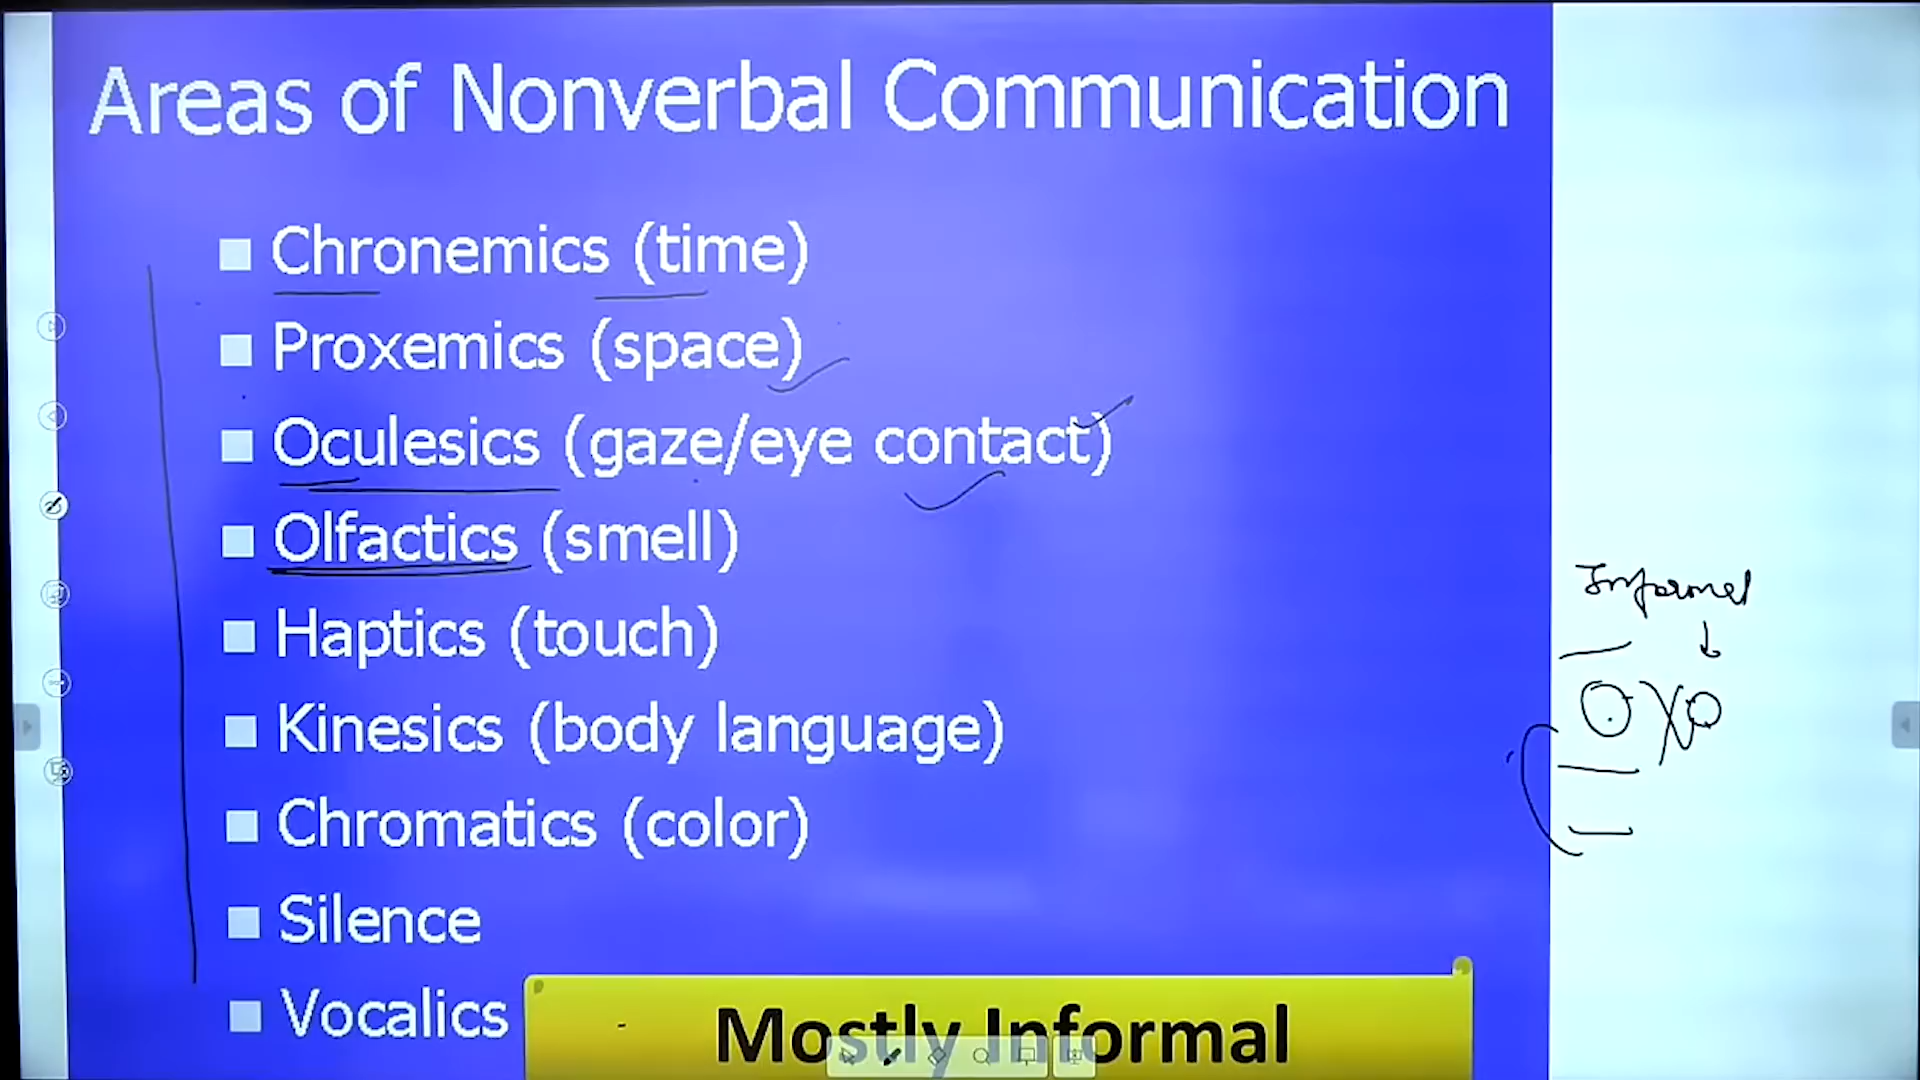 Areas of Nonverbal Communication
Chronemics (time)
Proxemics (space)
Oculesics (gaze/eye contact)
Olfactics (smell)
Haptics (touch)
Kinesics (body language)
Chromatics (color)
Silence
Vocalics
Mostly Informal
Informal